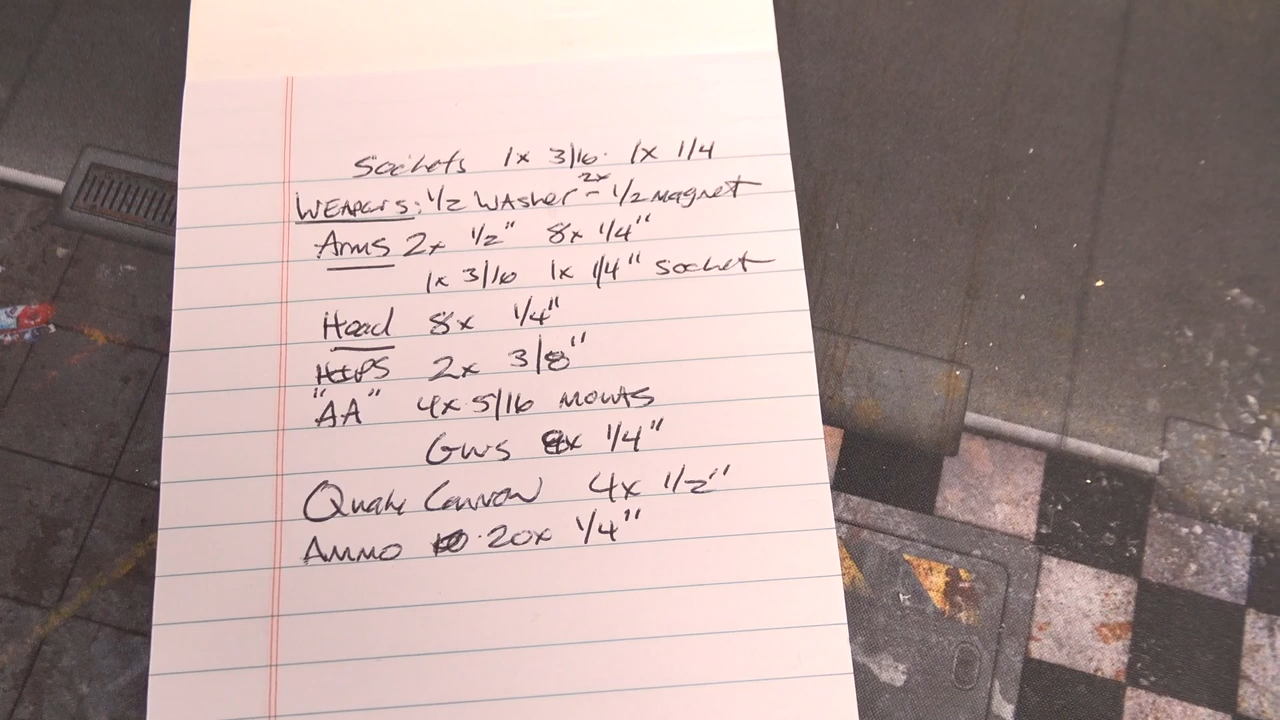 Sockets 1x 3/16. 1x 1/4
WEAPONS: 1/2 WASHER 2x - 1/2 MAGNET
Arms 2x 1/2" 8x 1/4"
1x 3/16 1x 1/4" Socket
Head 8x 1/4"
HIPS 2x 3/8"
"AA" 4x 5/16 MOUNTS
GUNS 8x 1/4"
Quake Cannon 4x 1/2"
AMMO 20x 1/4"